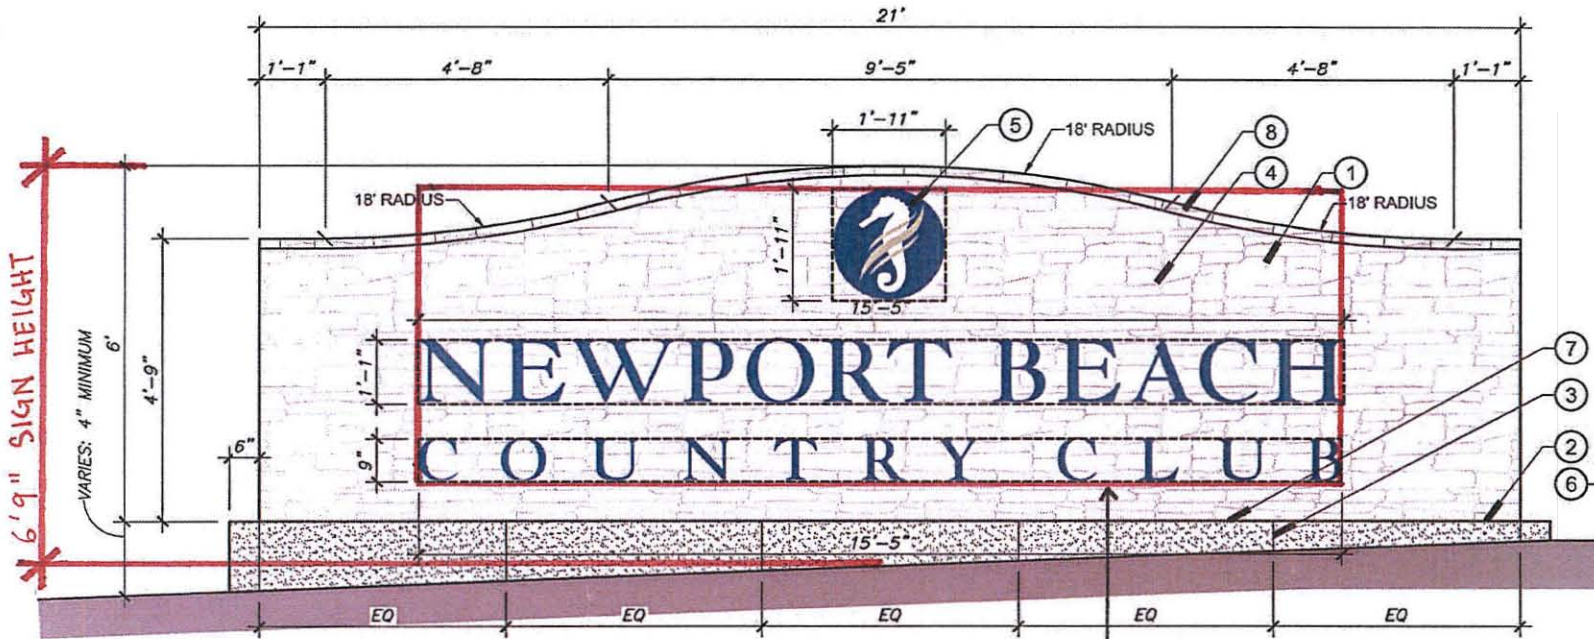 21'
1'-1" 4'-8" 9'-5" 4'-8" 1'-1"
1'-11" 5 18' RADIUS 8
4 1
18' RADIUS 18' RADIUS
1'-11"
15'-5"
6'9" SIGN HEIGHT
VARIES: 4" MINIMUM
6'
4'-9"
1'-1"
NEWPORT BEACH
7
3
6" 9"
COUNTRY CLUB
2
6
15'-5"
EQ EQ EQ EQ EQ